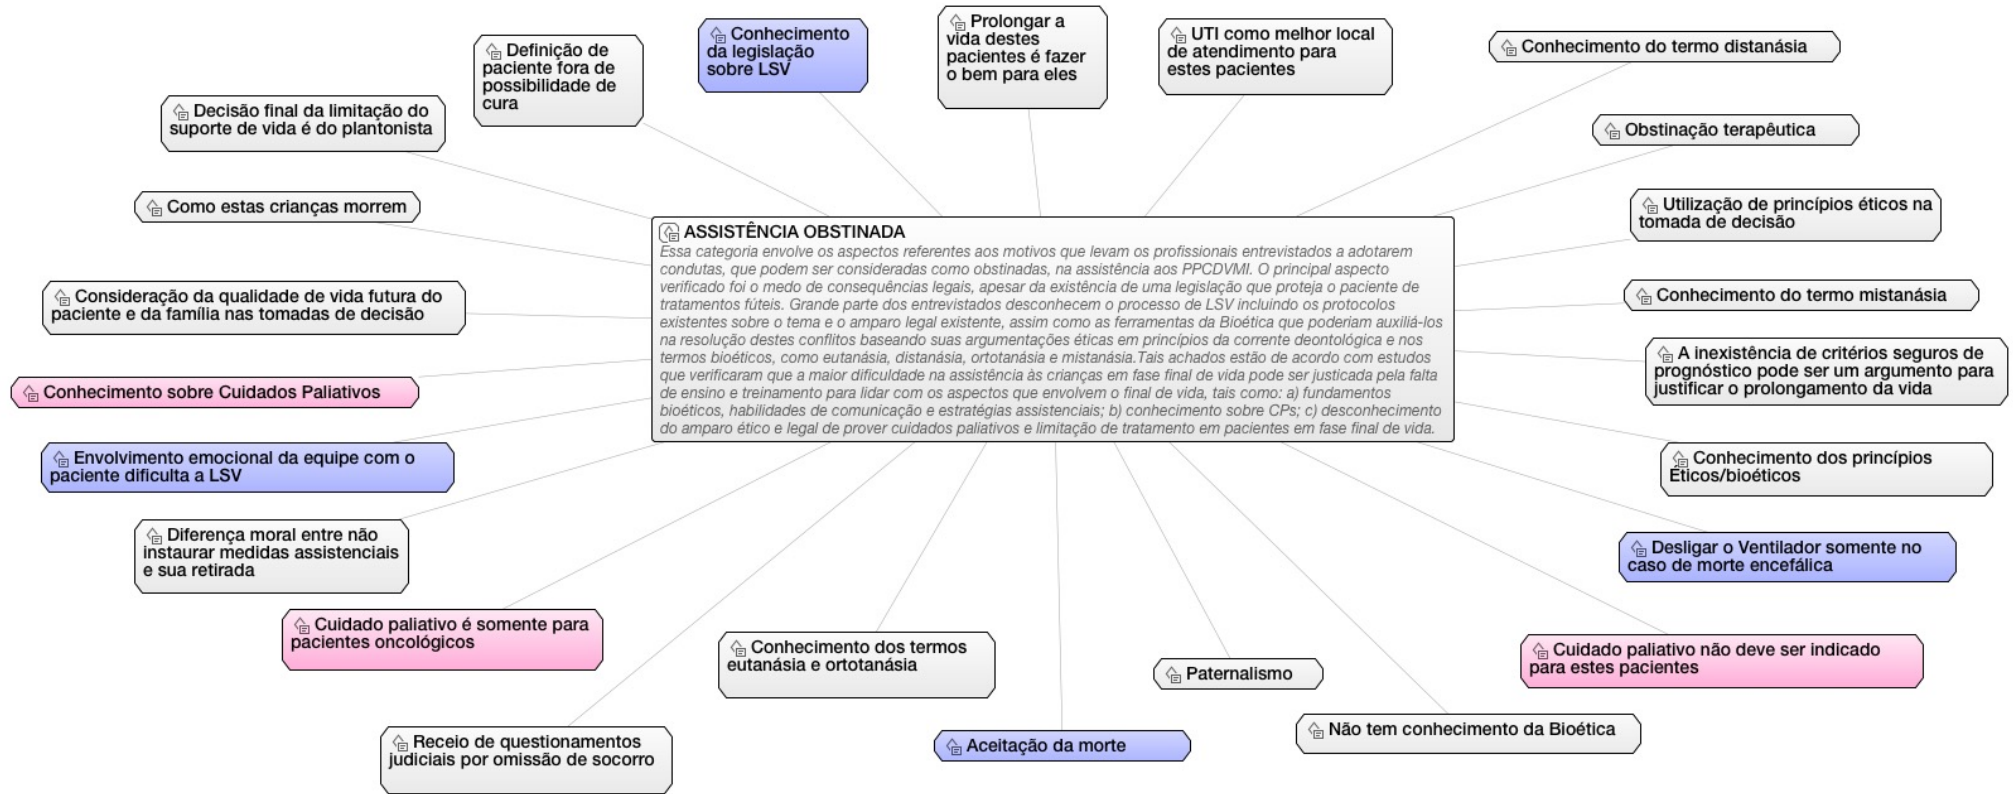 Conhecimento
da legislação
sobre LSV
Prolongar a
vida destes
pacientes é fazer
o bem para eles
UTI como melhor local
de atendimento para
estes pacientes
Definição de
paciente fora de
possibilidade de
cura
Conhecimento do termo distanásia
Decisão final da limitação do
suporte de vida é do plantonista
Obstinação terapêutica
Como estas crianças morrem
Utilização de princípios éticos na
tomada de decisão
ASSISTÊNCIA OBSTINADA
Essa categoria envolve os aspectos referentes aos motivos que levam os profissionais entrevistados a adotarem
condutas, que podem ser consideradas como obstinadas, na assistência aos PPCDVMI. O principal aspecto
verificado foi o medo de consequências legais, apesar da existência de uma legislação que proteja o paciente de
tratamentos fúteis. Grande parte dos entrevistados desconhecem o processo de LSV incluindo os protocolos
existentes sobre o tema e o amparo legal existente, assim como as ferramentas da Bioética que poderiam auxiliá-los
na resolução destes conflitos baseando suas argumentações éticas em princípios da corrente deontológica e nos
termos bioéticos, como eutanásia, distanásia, ortotanásia e mistanásia.Tais achados estão de acordo com estudos
que verificaram que a maior dificuldade na assistência às crianças em fase final de vida pode ser justicada pela falta
de ensino e treinamento para lidar com os aspectos que envolvem o final de vida, tais como: a) fundamentos
bioéticos, habilidades de comunicação e estratégias assistenciais; b) conhecimento sobre CPs; c) desconhecimento
do amparo ético e legal de prover cuidados paliativos e limitação de tratamento em pacientes em fase final de vida.
Consideração da qualidade de vida futura do
paciente e da família nas tomadas de decisão
Conhecimento do termo mistanásia
A inexistência de critérios seguros de
prognóstico pode ser um argumento para
justificar o prolongamento da vida
Conhecimento sobre Cuidados Paliativos
Envolvimento emocional da equipe com o
paciente dificulta a LSV
Conhecimento dos princípios
Éticos/bioéticos
Diferença moral entre não
instaurar medidas assistenciais
e sua retirada
Desligar o Ventilador somente no
caso de morte encefálica
Cuidado paliativo é somente para
pacientes oncológicos
Conhecimento dos termos
eutanásia e ortotanásia
Paternalismo
Cuidado paliativo não deve ser indicado
para estes pacientes
Receio de questionamentos
judiciais por omissão de socorro
Aceitação da morte
Não tem conhecimento da Bioética